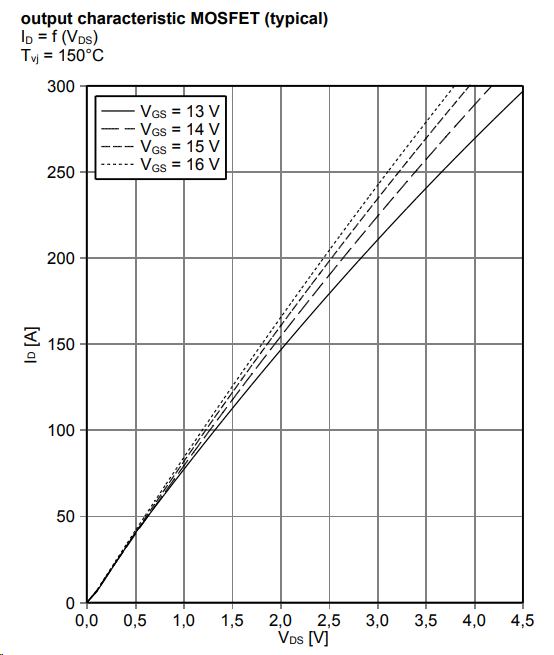 output characteristic MOSFET (typical)
ID = f (VDS)
Tvj = 150°C
300
VGS = 13 V
VGS = 14 V
VGS = 15 V
VGS = 16 V
250
200
150
100
50
0
ID [A]
0,0 0,5 1,0 1,5 2,0 2,5 3,0 3,5 4,0 4,5
VDS [V]